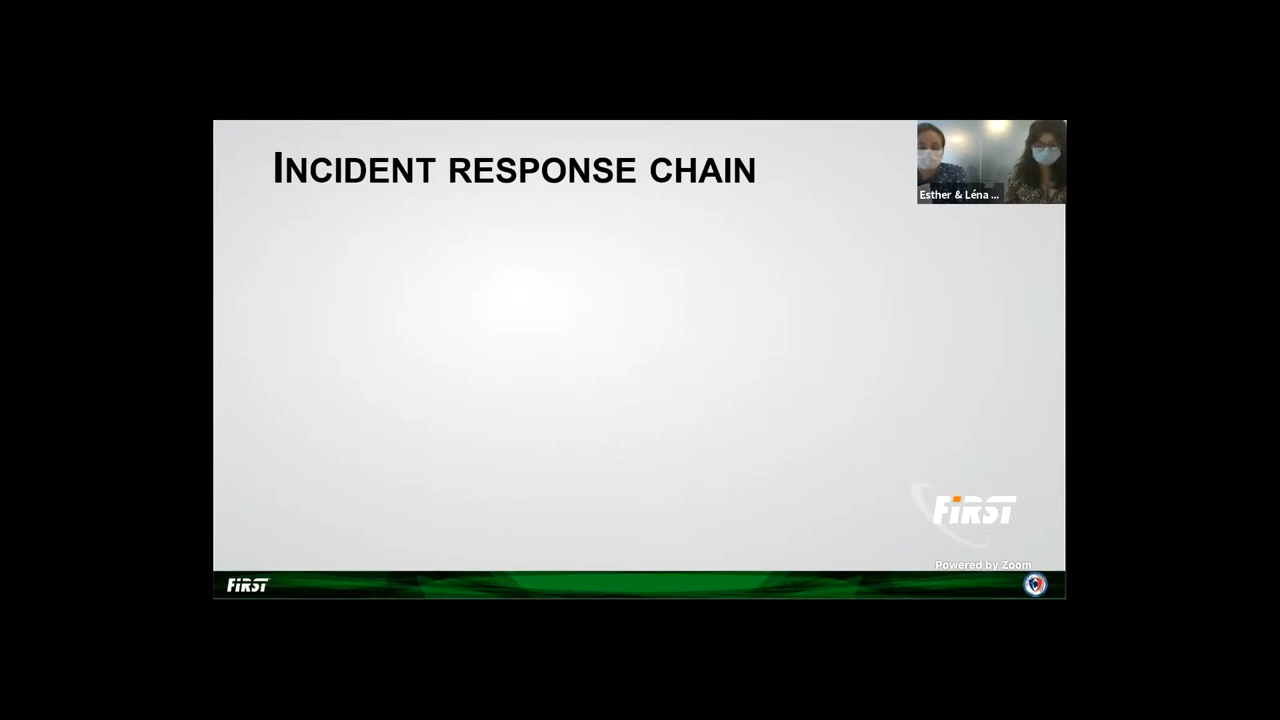 INCIDENT RESPONSE CHAIN
Esther & Léna ...
FiRST
Powered by Zoom
FiRST